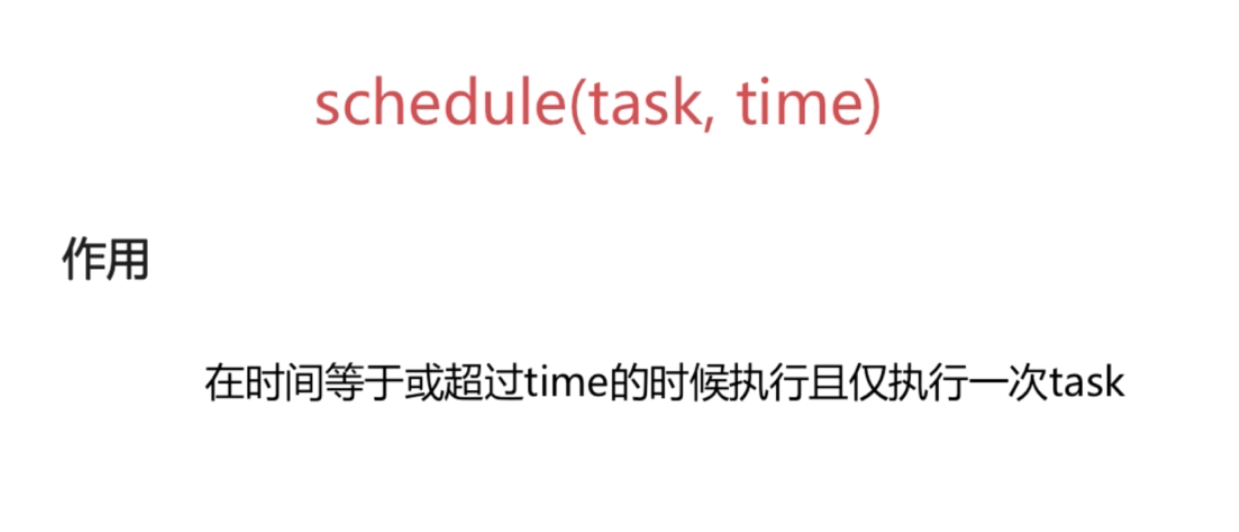 schedule(task, time)
作用
在时间等于或超过time的时候执行且仅执行一次task